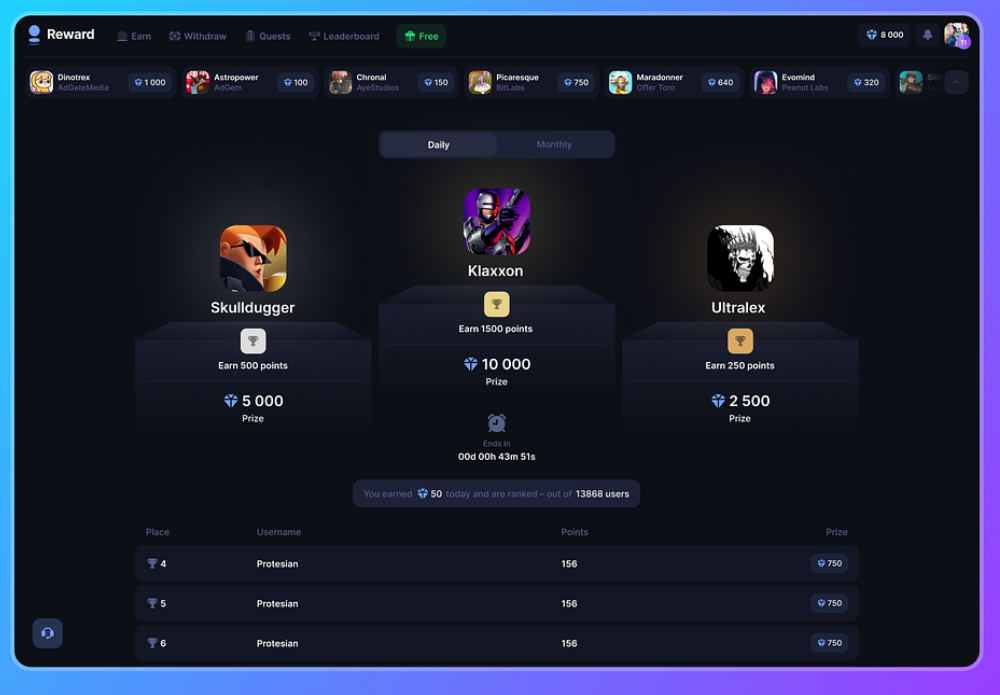 Reward Earn Withdraw Quests Leaderboard Free 8 000
11
Dinotrex
AdGateMedia
1 000
Astropower
AdGem
100
Chronal
AyeStudios
150
Picaresque
BitLabs
750
Maradonner
Offer Toro
640
Evomind
Peanut Labs
320
Daily Monthly
Klaxxon
Earn 1500 points
10 000
Prize
Skulldugger
Earn 500 points
5 000
Prize
Ultralex
Earn 250 points
2 500
Prize
Ends In
00d 00h 43m 51s
You earned 50 today and are ranked – out of 13868 users
Place Username Points Prize
4 Protesian 156 750
5 Protesian 156 750
6 Protesian 156 750